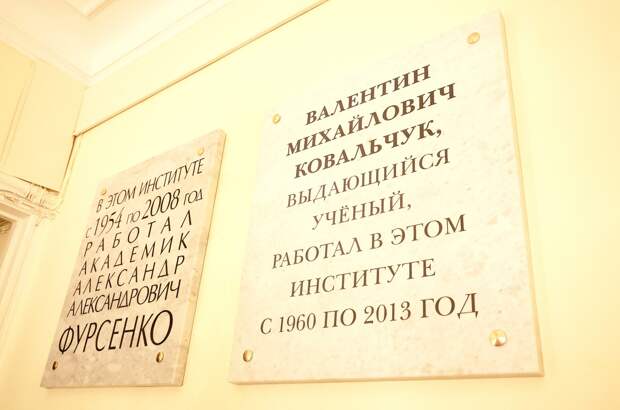 В ЭТОМ ИНСТИТУТЕ
С 1954 ПО 2008 ГОД
РАБОТАЛ
АКАДЕМИК
АЛЕКСАНДР
АЛЕКСАНДРОВИЧ
ФУРСЕНКО
ВАЛЕНТИН
МИХАЙЛОВИЧ
КОВАЛЬЧУК,
ВЫДАЮЩИЙСЯ
УЧЁНЫЙ,
РАБОТАЛ В ЭТОМ
ИНСТИТУТЕ
С 1960 ПО 2013 ГОД